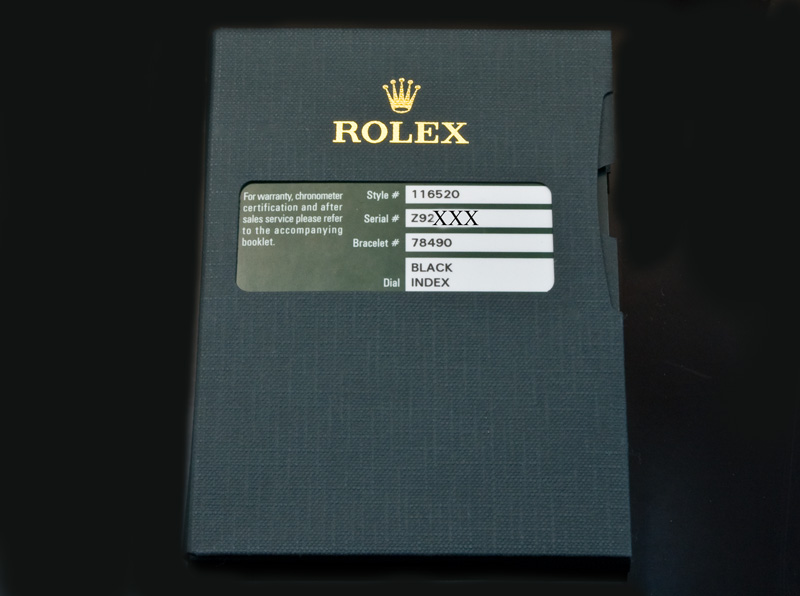 ROLEX
For warranty, chronometer
certification and after
sales service please refer
to the accompanying
booklet.
Style # 116520
Serial # Z92XXX
Bracelet # 78490
Dial BLACK
INDEX